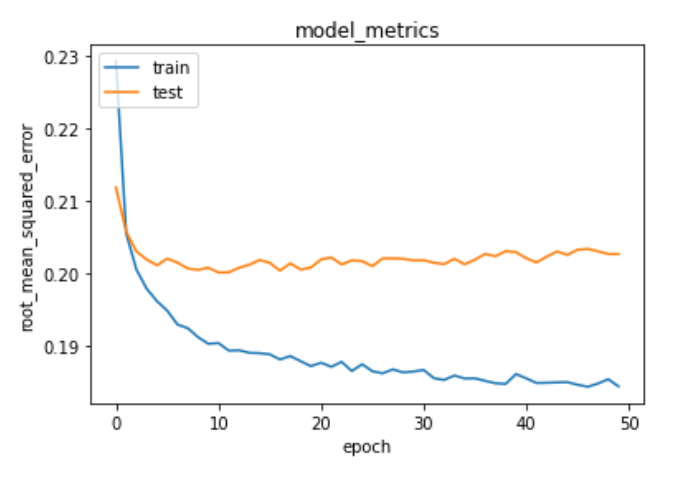 model_metrics
0.23
0.22
0.21
0.20
0.19
root_mean_squared_error
train
test
0 10 20 30 40 50
epoch